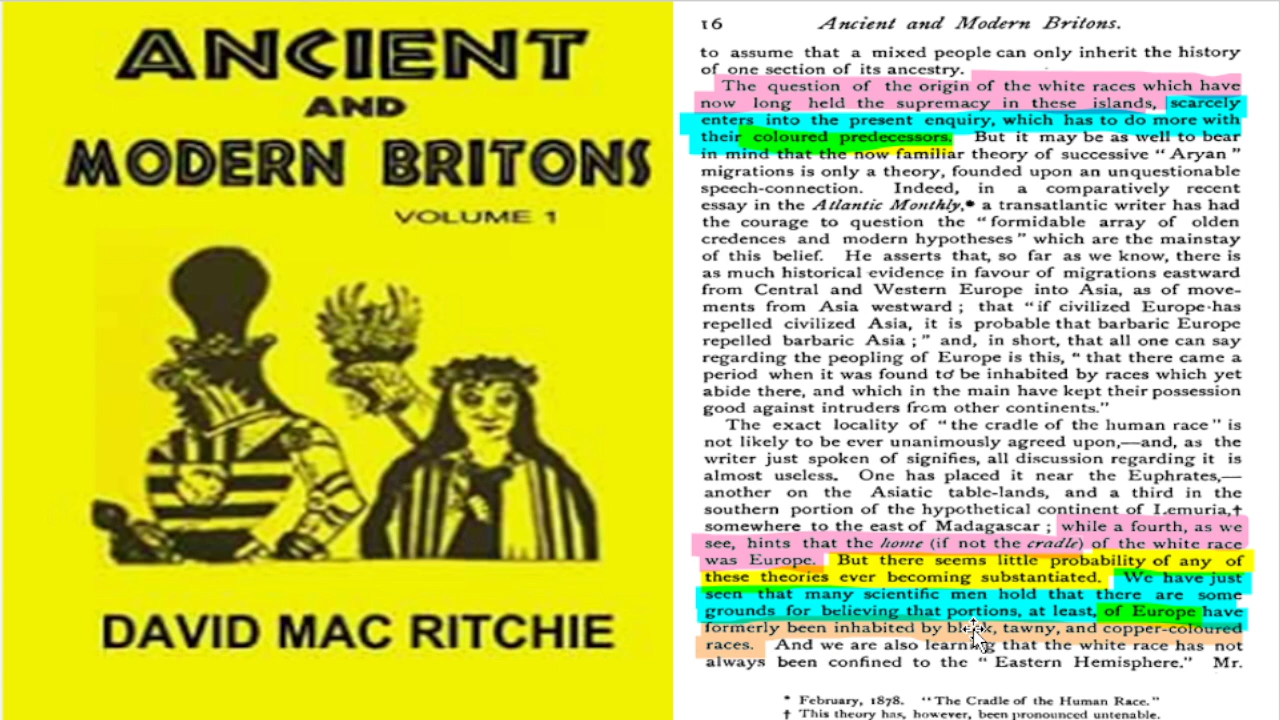 ANCIENT
AND
MODERN BRITONS
VOLUME 1
DAVID MAC RITCHIE
16 Ancient and Modern Britons.
to assume that a mixed people can only inherit the history
of one section of its ancestry.
The question of the origin of the white races which have
now long held the supremacy in these islands, scarcely
enters into the present enquiry, which has to do more with
their coloured predecessors. But it may be as well to bear
in mind that the now familiar theory of successive “ Aryan ”
migrations is only a theory, founded upon an unquestionable
speech-connection. Indeed, in a comparatively recent
essay in the Atlantic Monthly,* a transatlantic writer has had
the courage to question the “ formidable array of olden
credences and modern hypotheses ” which are the mainstay
of this belief. He asserts that, so far as we know, there is
as much historical evidence in favour of migrations eastward
from Central and Western Europe into Asia, as of move-
ments from Asia westward ; that “ if civilized Europe has
repelled civilized Asia, it is probable that barbaric Europe
repelled barbaric Asia ; ” and, in short, that all one can say
regarding the peopling of Europe is this, “ that there came a
period when it was found to be inhabited by races which yet
abide there, and which in the main have kept their possession
good against intruders from other continents.”
The exact locality of “ the cradle of the human race ” is
not likely to be ever unanimously agreed upon,—and, as the
writer just spoken of signifies, all discussion regarding it is
almost useless. One has placed it near the Euphrates,—
another on the Asiatic table-lands, and a third in the
southern portion of the hypothetical continent of Lemuria,†
somewhere to the east of Madagascar ; while a fourth, as we
see, hints that the home (if not the cradle) of the white race
was Europe. But there seems little probability of any of
these theories ever becoming substantiated. We have just
seen that many scientific men hold that there are some
grounds for believing that portions, at least, of Europe have
formerly been inhabited by black, tawny, and copper-coloured
races. And we are also learning that the white race has not
always been confined to the “ Eastern Hemisphere.” Mr.
* February, 1878. “ The Cradle of the Human Race.”
† This theory has, however, been pronounced untenable.